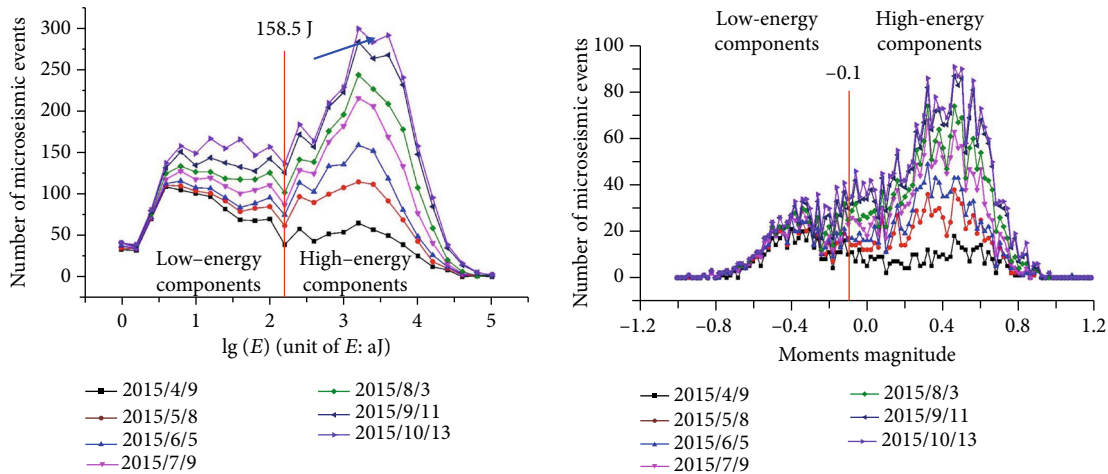 158.5 J
300
250
200
150
100
50
0
Number of microseismic events
Low–energy
components
High–energy
components
0 1 2 3 4 5
lg (E) (unit of E: aJ)
2015/4/9
2015/5/8
2015/6/5
2015/7/9
2015/8/3
2015/9/11
2015/10/13
Low-energy
components
High-energy
components
–0.1
100
80
60
40
20
0
Number of microseismic events
–1.2 –0.8 –0.4 0.0 0.4 0.8 1.2
Moments magnitude
2015/4/9
2015/5/8
2015/6/5
2015/7/9
2015/8/3
2015/9/11
2015/10/13